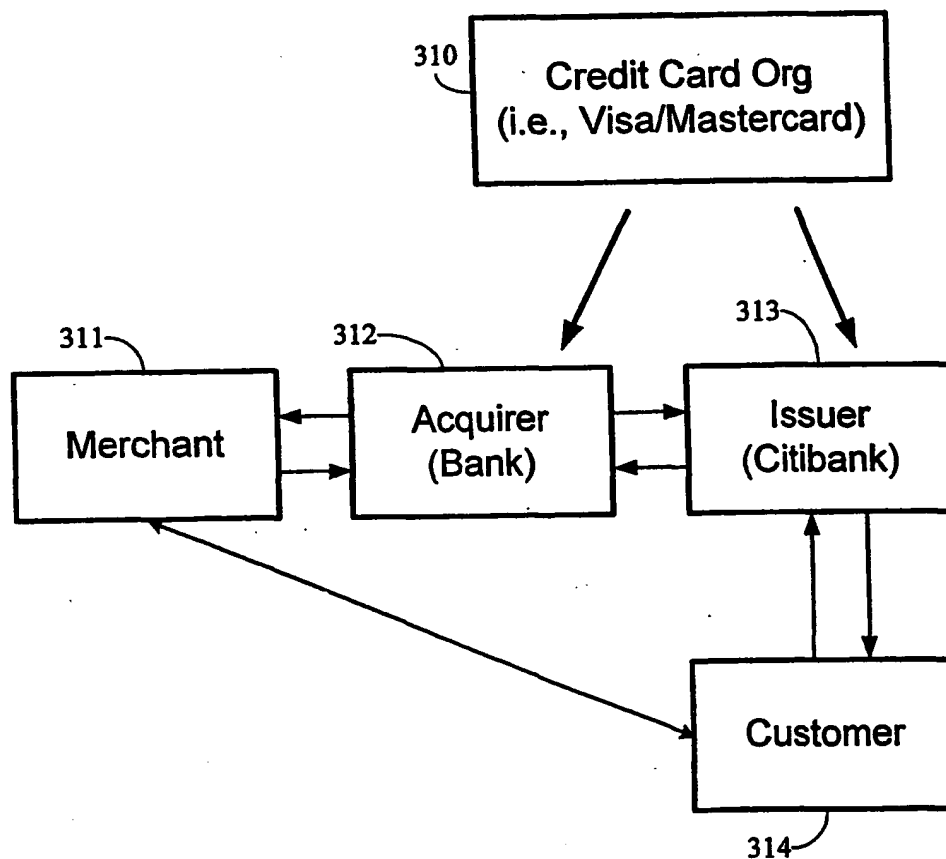 310
Credit Card Org
(i.e., Visa/Mastercard)
311
312
313
Merchant
Acquirer
(Bank)
Issuer
(Citibank)
Customer
314